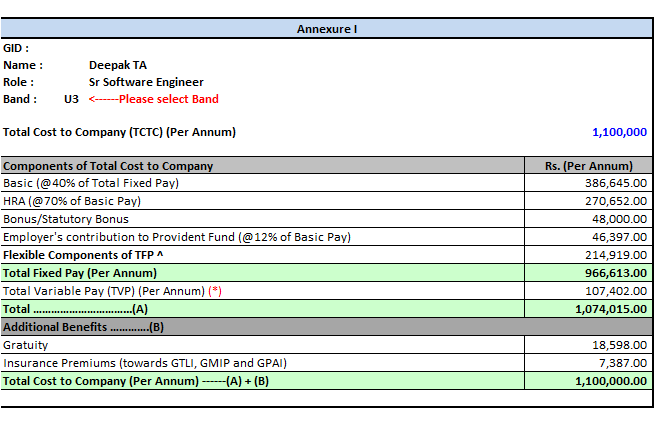 Annexure I
GID :
Name : Deepak TA
Role : Sr Software Engineer
Band : U3 <------Please select Band
Total Cost to Company (TCTC) (Per Annum) 1,100,000
Components of Total Cost to Company Rs. (Per Annum)
Basic (@40% of Total Fixed Pay) 386,645.00
HRA (@70% of Basic Pay) 270,652.00
Bonus/Statutory Bonus 48,000.00
Employer's contribution to Provident Fund (@12% of Basic Pay) 46,397.00
Flexible Components of TFP ^ 214,919.00
Total Fixed Pay (Per Annum) 966,613.00
Total Variable Pay (TVP) (Per Annum) (*) 107,402.00
Total ................................(A) 1,074,015.00
Additional Benefits .............(B)
Gratuity 18,598.00
Insurance Premiums (towards GTLI, GMIP and GPAI) 7,387.00
Total Cost to Company (Per Annum) ------(A) + (B) 1,100,000.00